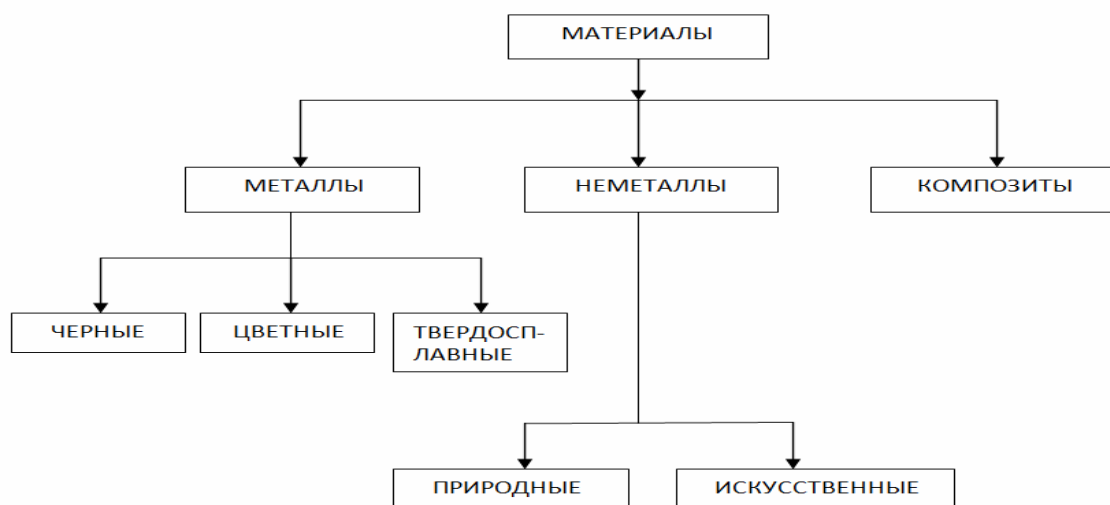 МАТЕРИАЛЫ
МЕТАЛЛЫ
НЕМЕТАЛЛЫ
КОМПОЗИТЫ
ЧЕРНЫЕ
ЦВЕТНЫЕ
ТВЕРДОСП-
ЛАВНЫЕ
ПРИРОДНЫЕ
ИСКУССТВЕННЫЕ